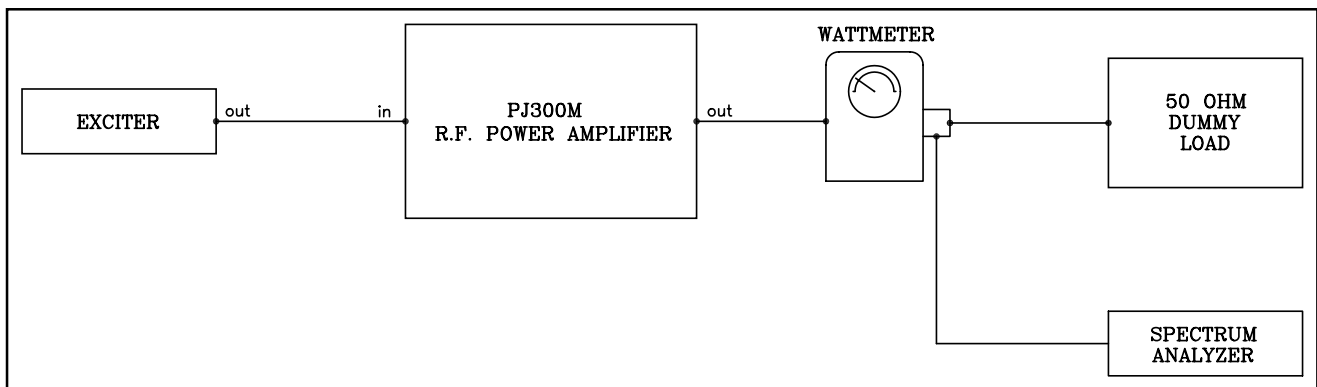 WATTMETER
EXCITER
out
in
PJ300M
R.F. POWER AMPLIFIER
out
50 OHM
DUMMY
LOAD
SPECTRUM
ANALYZER